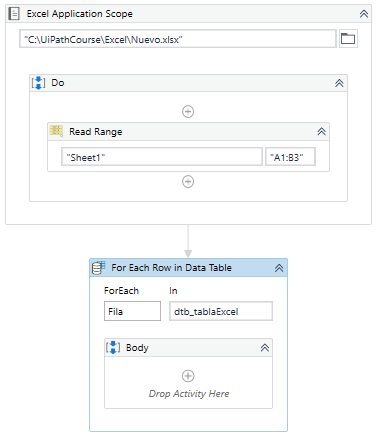 Excel Application Scope
"C:\UiPathCourse\Excel\Nuevo.xlsx"
Do
Read Range
"Sheet1" "A1:B3"
For Each Row in Data Table
ForEach In
Fila dtb_tablaExcel
Body
Drop Activity Here